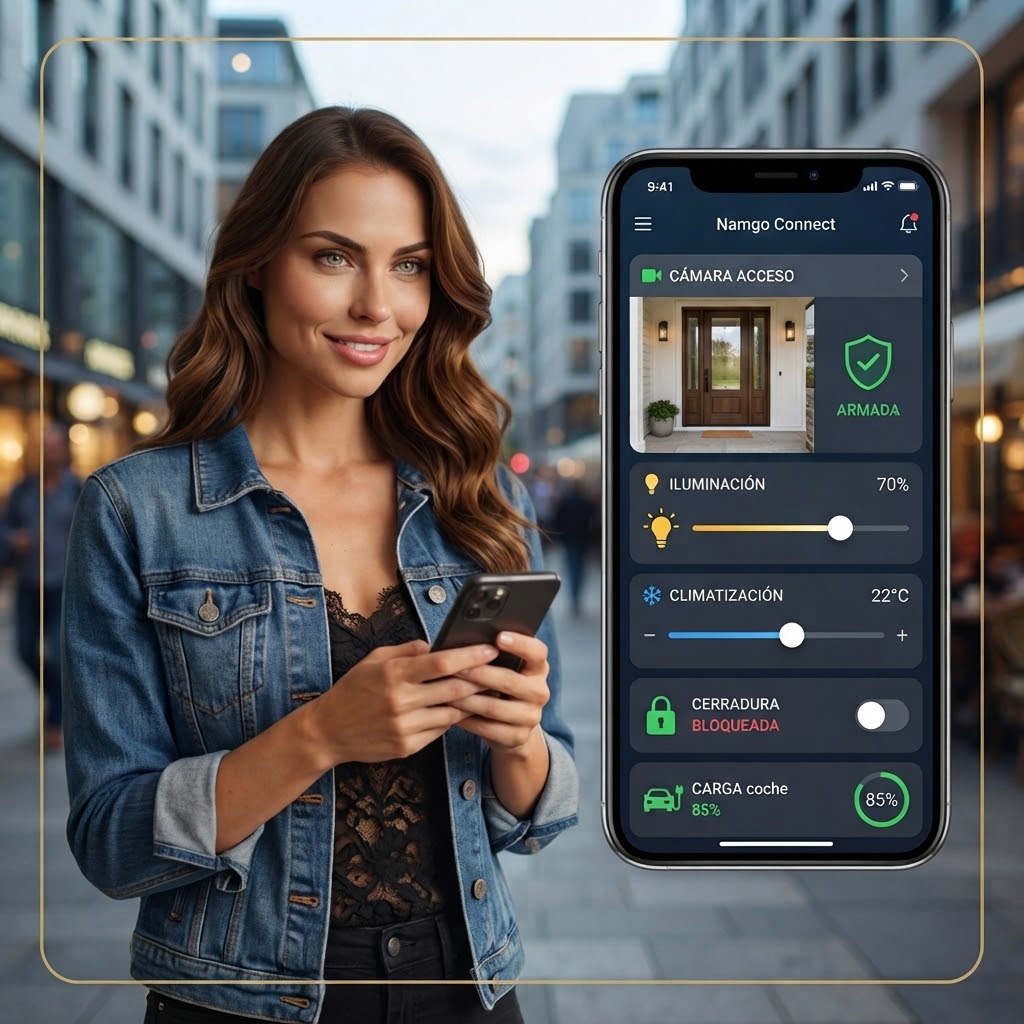 9:41
Namgo Connect
CÁMARA ACCESO
ARMADA
ILUMINACIÓN 70%
CLIMATIZACIÓN 22°C
CERRADURA
BLOQUEADA
CARGA coche
85%
85%